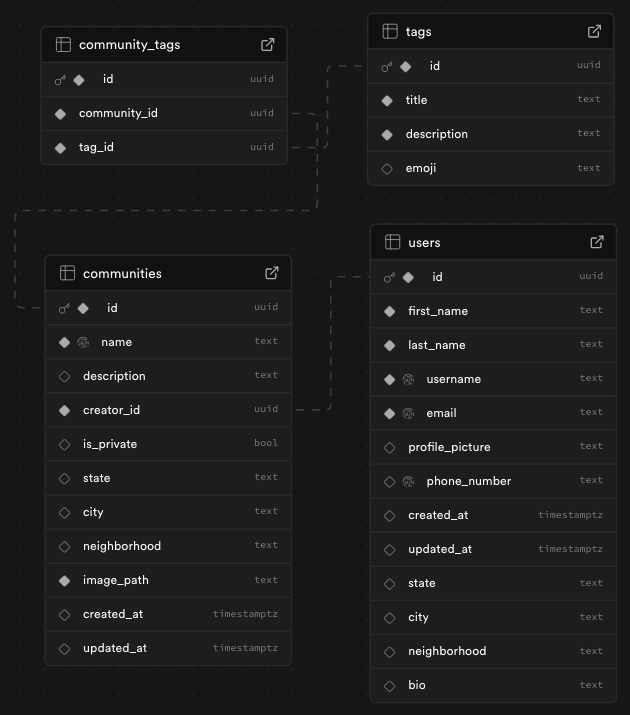 community_tags
id uuid
community_id uuid
tag_id uuid
tags
id uuid
title text
description text
emoji text
communities
id uuid
name text
description text
creator_id uuid
is_private bool
state text
city text
neighborhood text
image_path text
created_at timestamptz
updated_at timestamptz
users
id uuid
first_name text
last_name text
username text
email text
profile_picture text
phone_number text
created_at timestamptz
updated_at timestamptz
state text
city text
neighborhood text
bio text